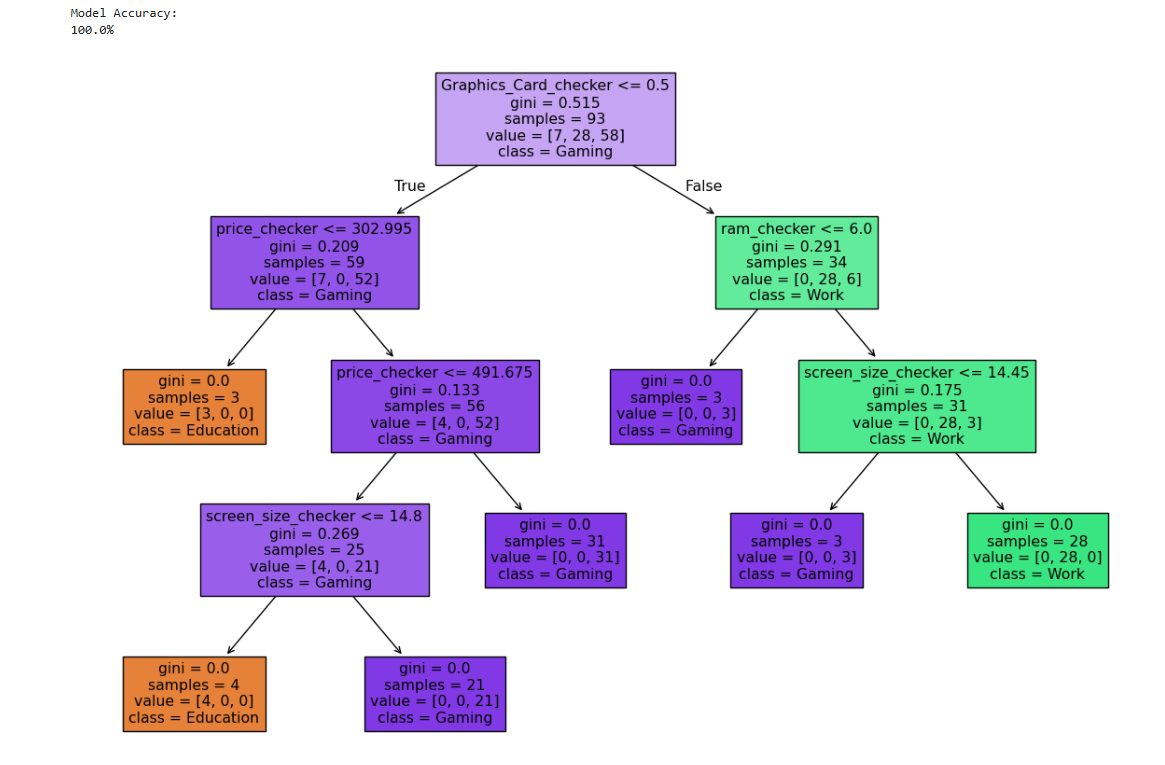 Model Accuracy:
100.0%
Graphics_Card_checker <= 0.5
gini = 0.515
samples = 93
value = [7, 28, 58]
class = Gaming
True
False
price_checker <= 302.995
gini = 0.209
samples = 59
value = [7, 0, 52]
class = Gaming
ram_checker <= 6.0
gini = 0.291
samples = 34
value = [0, 28, 6]
class = Work
gini = 0.0
samples = 3
value = [3, 0, 0]
class = Education
price_checker <= 491.675
gini = 0.133
samples = 56
value = [4, 0, 52]
class = Gaming
gini = 0.0
samples = 3
value = [0, 0, 3]
class = Gaming
screen_size_checker <= 14.45
gini = 0.175
samples = 31
value = [0, 28, 3]
class = Work
screen_size_checker <= 14.8
gini = 0.269
samples = 25
value = [4, 0, 21]
class = Gaming
gini = 0.0
samples = 31
value = [0, 0, 31]
class = Gaming
gini = 0.0
samples = 3
value = [0, 0, 3]
class = Gaming
gini = 0.0
samples = 28
value = [0, 28, 0]
class = Work
gini = 0.0
samples = 4
value = [4, 0, 0]
class = Education
gini = 0.0
samples = 21
value = [0, 0, 21]
class = Gaming